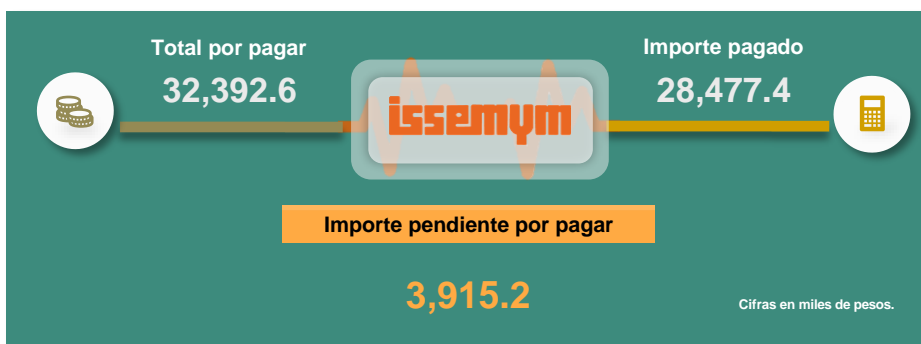 Total por pagar
32,392.6
Importe pagado
28,477.4
issemym
Importe pendiente por pagar
3,915.2
Cifras en miles de pesos.